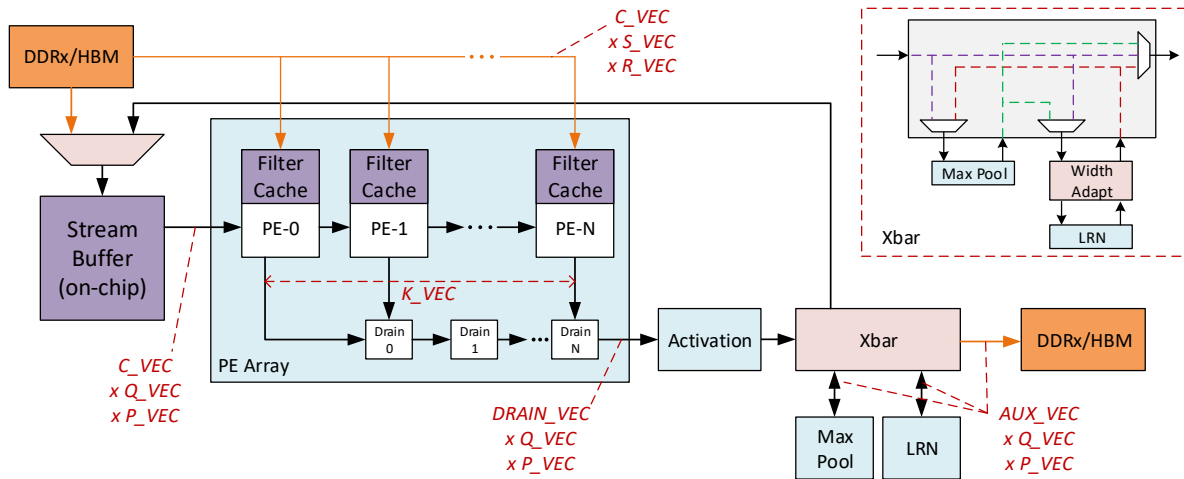 DDRx/HBM
C_VEC
x S_VEC
x R_VEC
Filter
Cache
PE-0
Filter
Cache
PE-1
Filter
Cache
PE-N
Stream
Buffer
(on-chip)
K_VEC
Drain
0
Drain
1
Drain
N
PE Array
C_VEC
x Q_VEC
x P_VEC
DRAIN_VEC
x Q_VEC
x P_VEC
Activation
Xbar
DDRx/HBM
Max
Pool
LRN
AUX_VEC
x Q_VEC
x P_VEC
Max Pool
Width
Adapt
LRN
Xbar